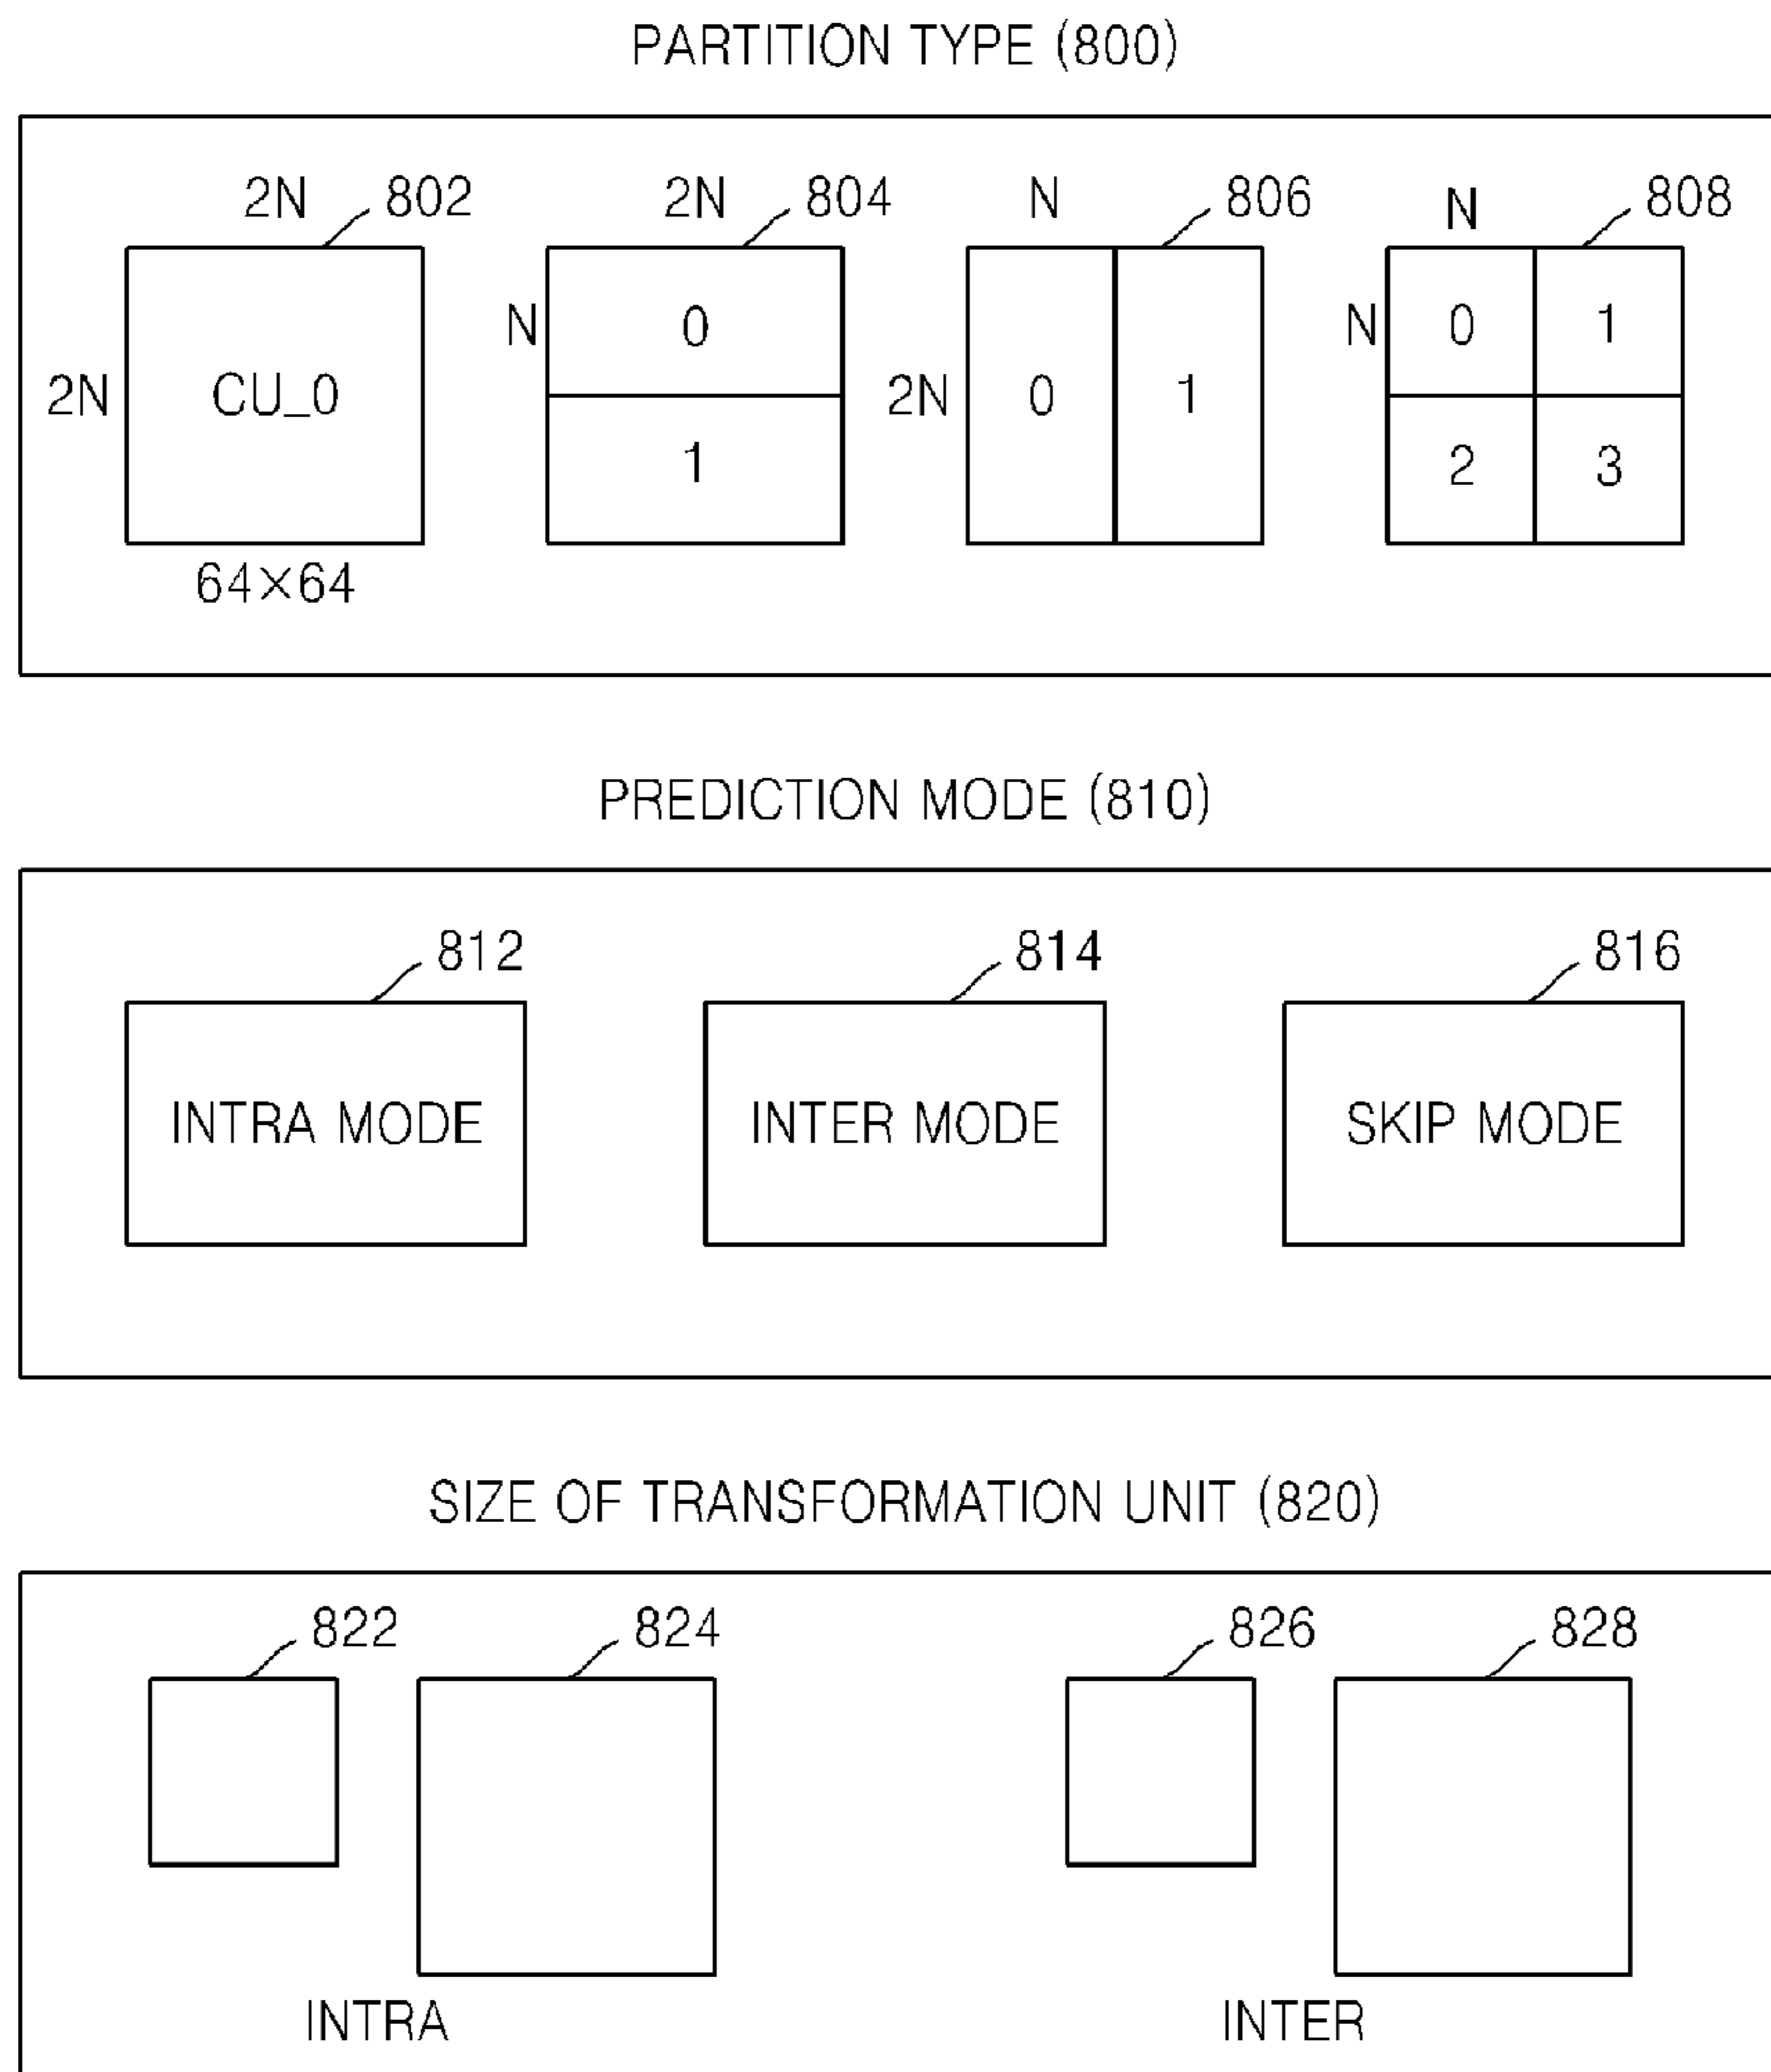 PARTITION TYPE (800)
2N 802 2N 804 N 806 N 808
N 0 N 0 1
2N CU_0 2N 0 1
1 2 3
64×64
PREDICTION MODE (810)
812 814 816
INTRA MODE INTER MODE SKIP MODE
SIZE OF TRANSFORMATION UNIT (820)
822 824 826 828
INTRA INTER